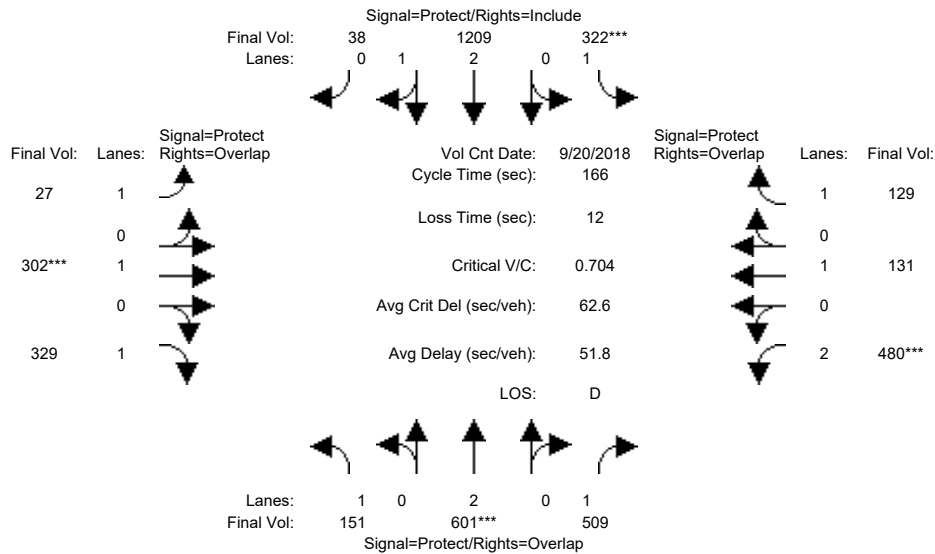 Signal=Protect/Rights=Include
Final Vol: 38 1209 322***
Lanes: 0 1 2 0 1
Signal=Protect
Final Vol: Lanes: Rights=Overlap
Vol Cnt Date: 9/20/2018
Signal=Protect
Rights=Overlap Lanes: Final Vol:
Cycle Time (sec): 166
27 1
1 129
Loss Time (sec): 12
0
0
302*** 1
Critical V/C: 0.704
1 131
0
Avg Crit Del (sec/veh): 62.6
0
329 1
Avg Delay (sec/veh): 51.8
2 480***
LOS: D
Lanes: 1 0 2 0 1
Final Vol: 151 601*** 509
Signal=Protect/Rights=Overlap